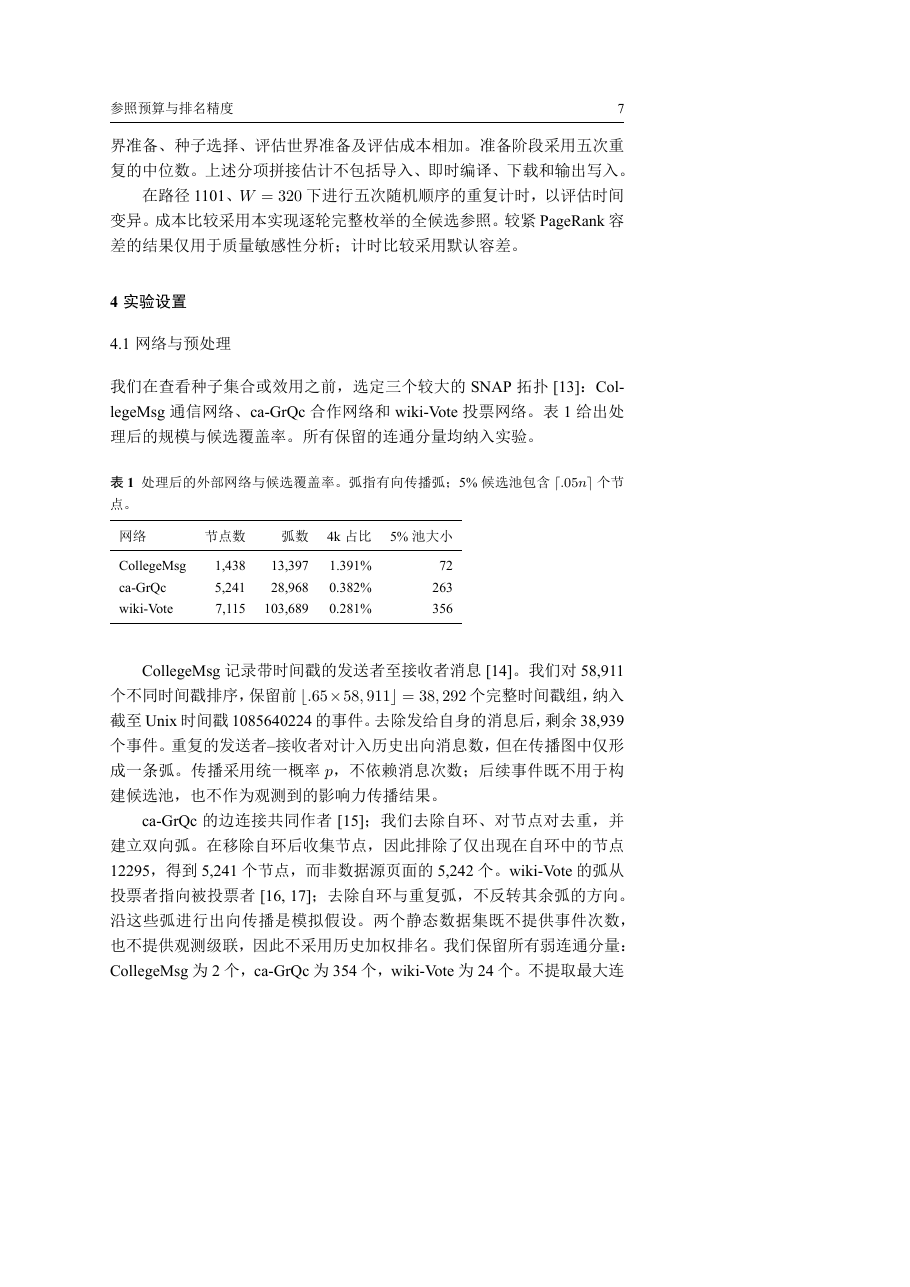 参照预算与排名精度 7
界准备、种子选择、评估世界准备及评估成本相加。准备阶段采用五次重
复的中位数。上述分项拼接估计不包括导入、即时编译、下载和输出写入。
在路径 1101、W = 320 下进行五次随机顺序的重复计时，以评估时间
变异。成本比较采用本实现逐轮完整枚举的全候选参照。较紧 PageRank 容
差的结果仅用于质量敏感性分析；计时比较采用默认容差。
4 实验设置
4.1 网络与预处理
我们在查看种子集合或效用之前，选定三个较大的 SNAP 拓扑 [13]：Col-
legeMsg 通信网络、ca-GrQc 合作网络和 wiki-Vote 投票网络。表 1 给出处
理后的规模与候选覆盖率。所有保留的连通分量均纳入实验。
表 1 处理后的外部网络与候选覆盖率。弧指有向传播弧；5% 候选池包含 ⌈.05n⌉ 个节
点。
网络 节点数 弧数 4k 占比 5% 池大小
CollegeMsg 1,438 13,397 1.391% 72
ca-GrQc 5,241 28,968 0.382% 263
wiki-Vote 7,115 103,689 0.281% 356
CollegeMsg 记录带时间戳的发送者至接收者消息 [14]。我们对 58,911
个不同时间戳排序，保留前 ⌊.65×58, 911⌋ = 38, 292 个完整时间戳组，纳入
截至 Unix 时间戳 1085640224 的事件。去除发给自身的消息后，剩余 38,939
个事件。重复的发送者–接收者对计入历史出向消息数，但在传播图中仅形
成一条弧。传播采用统一概率 p，不依赖消息次数；后续事件既不用于构
建候选池，也不作为观测到的影响力传播结果。
ca-GrQc 的边连接共同作者 [15]；我们去除自环、对节点对去重，并
建立双向弧。在移除自环后收集节点，因此排除了仅出现在自环中的节点
12295，得到 5,241 个节点，而非数据源页面的 5,242 个。wiki-Vote 的弧从
投票者指向被投票者 [16, 17]；去除自环与重复弧，不反转其余弧的方向。
沿这些弧进行出向传播是模拟假设。两个静态数据集既不提供事件次数，
也不提供观测级联，因此不采用历史加权排名。我们保留所有弱连通分量：
CollegeMsg 为 2 个，ca-GrQc 为 354 个，wiki-Vote 为 24 个。不提取最大连